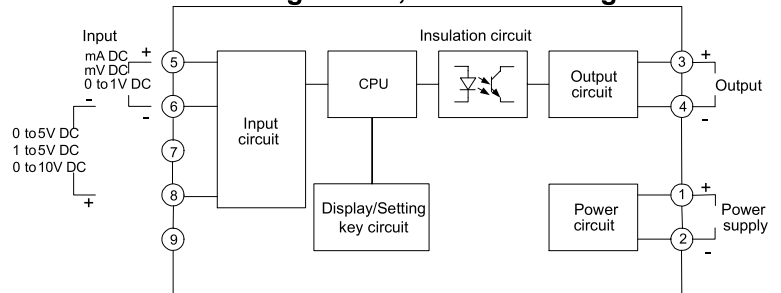 Input
Insulation circuit
mA DC
mV DC
0 to 1V DC
+
-
5
6
7
8
9
-
0 to 5V DC
1 to 5V DC
0 to 10V DC
+
Input
circuit
CPU
Output
circuit
3
4
+
Output
-
Display/Setting
key circuit
Power
circuit
1
2
+
Power
supply
-